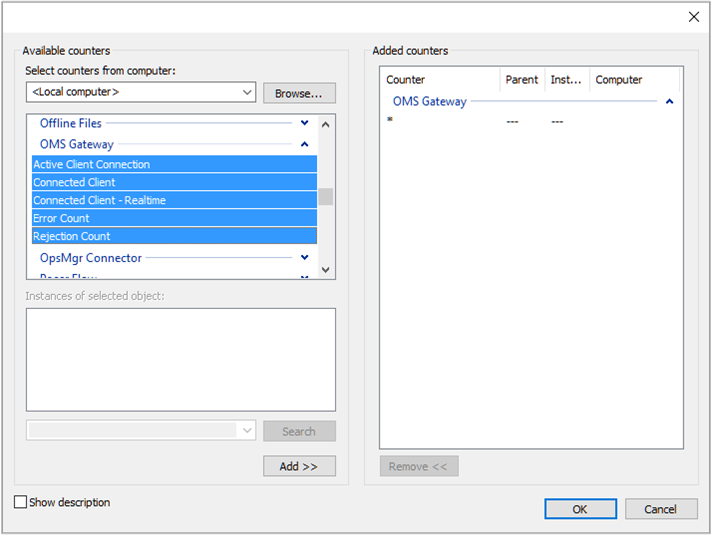 Available counters
Select counters from computer:
<Local computer>
Browse...
Offline Files
OMS Gateway
Active Client Connection
Connected Client
Connected Client - Realtime
Error Count
Rejection Count
OpsMgr Connector
Instances of selected object:
Search
Add >>
Show description
Added counters
Counter Parent Inst... Computer
OMS Gateway
* --- ---
Remove <<
OK
Cancel